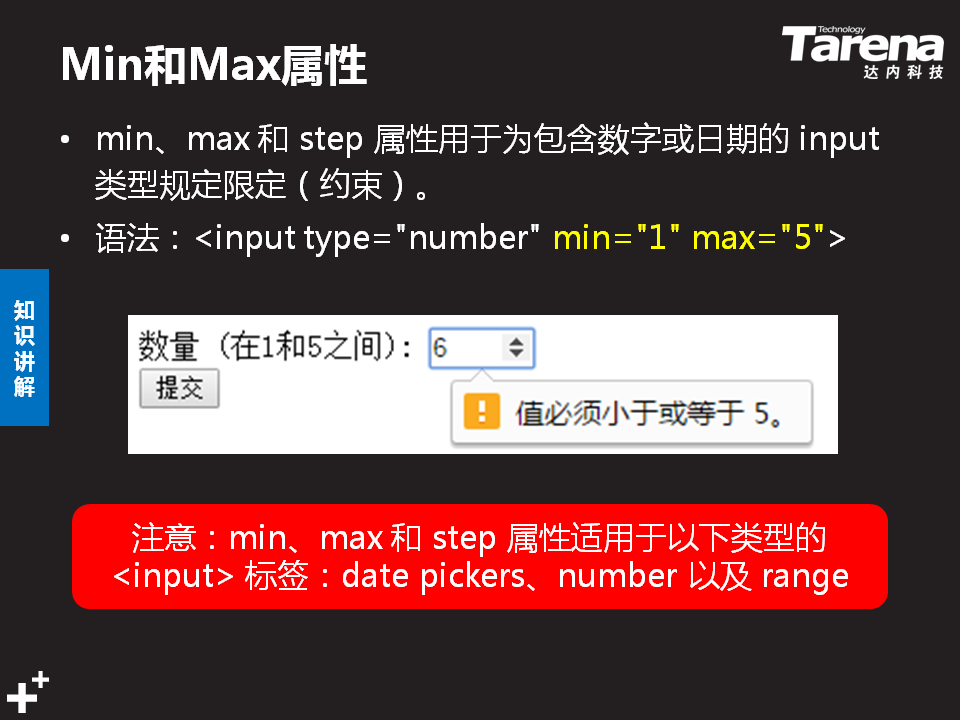 Min和Max属性
Technology
Tarena
达内科技
• min、max 和 step 属性用于为包含数字或日期的 input
类型规定限定（约束）。
• 语法：<input type="number" min="1" max="5">
知识讲解
数量 (在1和5之间): 6
提交
值必须小于或等于 5。
注意：min、max 和 step 属性适用于以下类型的
<input> 标签：date pickers、number 以及 range